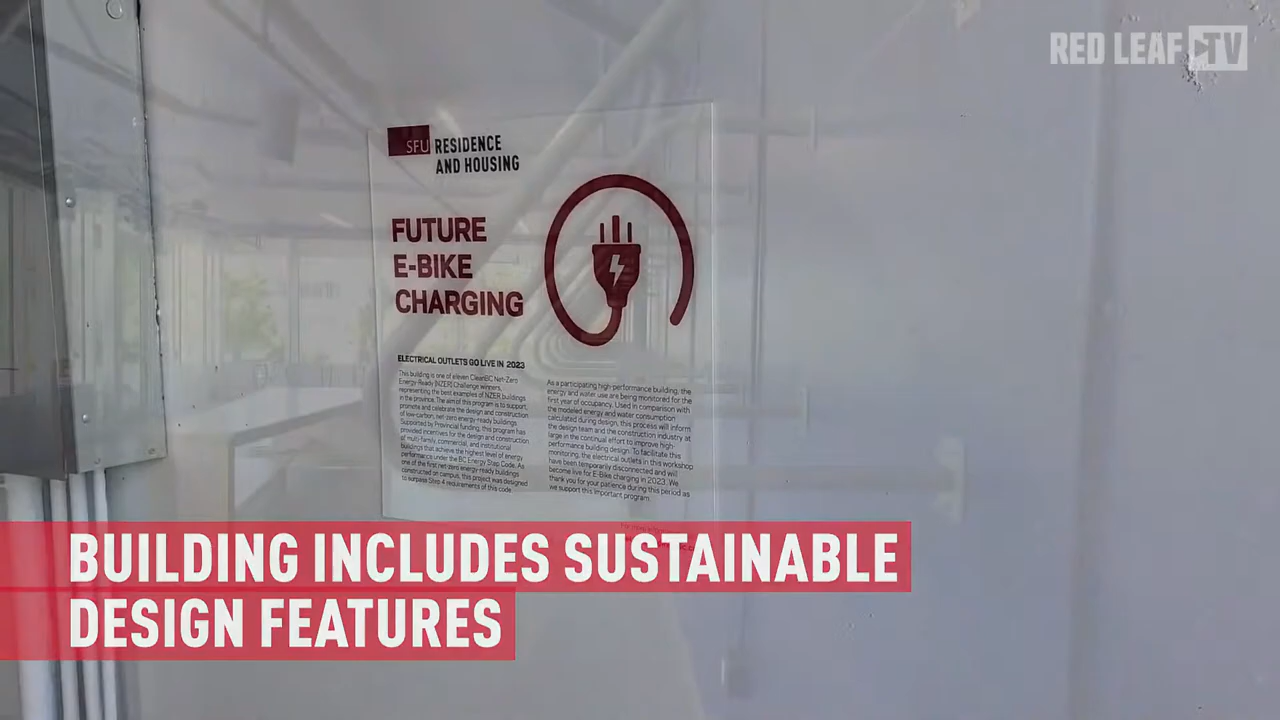 RED LEAF TV
SFU RESIDENCE
AND HOUSING
FUTURE
E-BIKE
CHARGING
ELECTRICAL OUTLETS GO LIVE IN 2023
This building is one of eleven CleanBC Net-Zero
Energy-Ready (NZER) Challenge winners,
representing the best examples of NZER buildings
in the province. The aim of this program is to support,
promote and celebrate the design and construction
of low-carbon, net-zero energy-ready buildings
Supported by Provincial funding, this program has
provided incentives for the design and construction
of multi-family, commercial, and institutional
buildings that achieve the highest level of energy
performance under the BC Energy Step Code. As
one of the first net-zero energy-ready buildings
constructed on campus, this project was designed
to surpass Step 4 requirements of this code.
As a participating high-performance building, the
energy and water use are being monitored for the
first year of occupancy. Used in comparison with
the modeled energy and water consumption
calculated during design, this process will inform
the design team and the construction industry at
large in the continual effort to improve high
performance building design. To facilitate this
monitoring, the electrical outlets in this workshop
have been temporarily disconnected and will
become live for E-Bike charging in 2023. We
thank you for your patience during this period as
we support this important program.
BUILDING INCLUDES SUSTAINABLE
DESIGN FEATURES